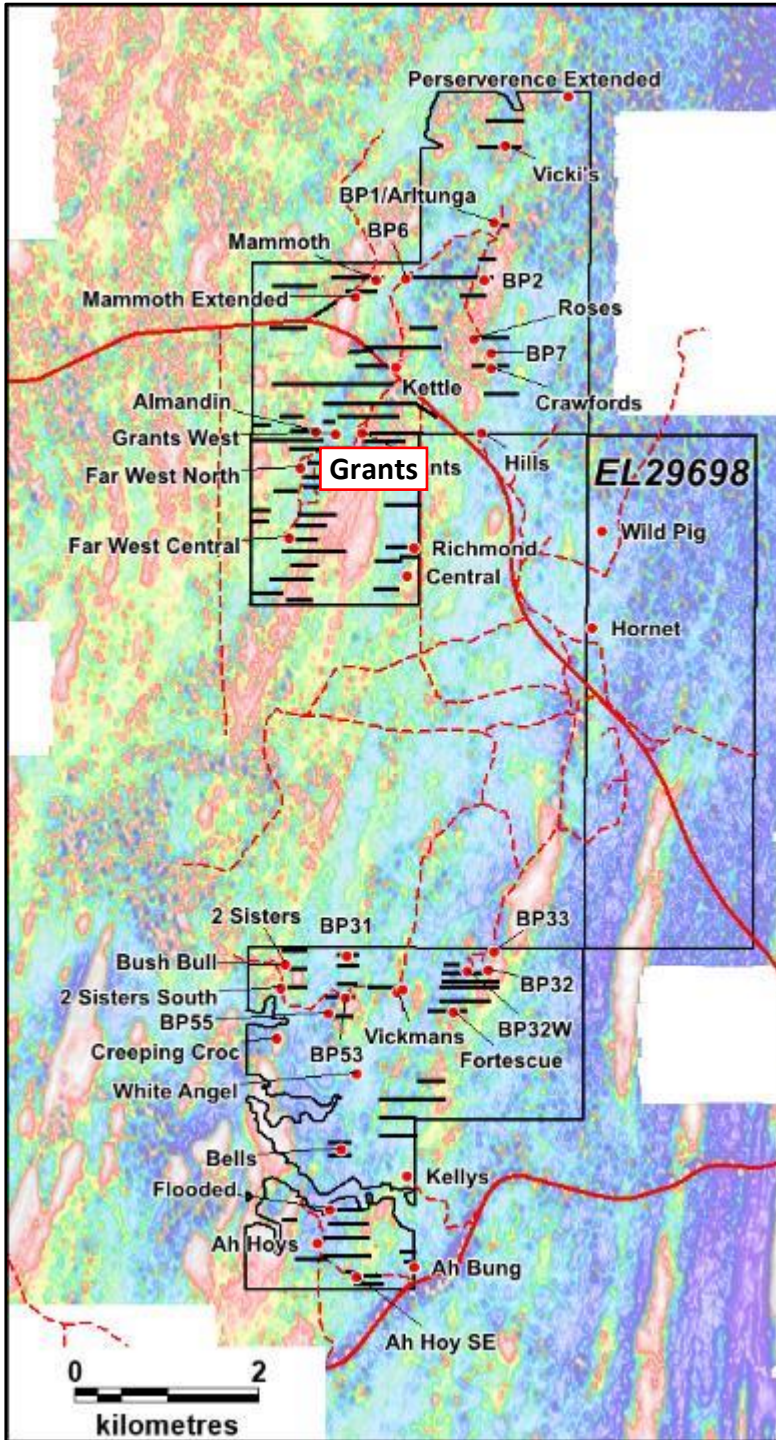 Perserverence Extended
Vicki's
BP1/Arltunga
BP6
Mammoth
BP2
Mammoth Extended
Roses
BP7
Kettle
Crawfords
Almandin
Grants West
Hills
Grants
nts
Far West North
EL29698
Wild Pig
Far West Central
Richmond
Central
Hornet
2 Sisters
BP31
BP33
Bush Bull
BP32
2 Sisters South
BP55
Vickmans
BP32W
Creeping Croc
BP53
Fortescue
White Angel
Bells
Kellys
Flooded
Ah Hoys
Ah Bung
Ah Hoy SE
0 2
kilometres